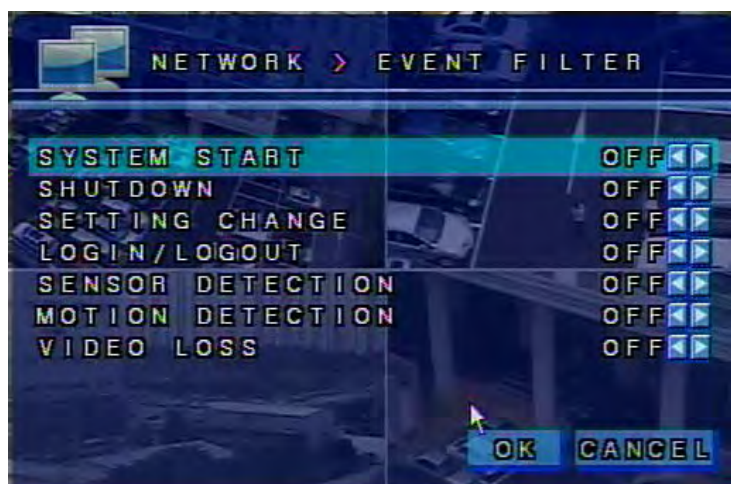 NETWORK > EVENT FILTER
SYSTEM START OFF
SHUTDOWN OFF
SETTING CHANGE OFF
LOGIN/LOGOUT OFF
SENSOR DETECTION OFF
MOTION DETECTION OFF
VIDEO LOSS OFF
OK CANCEL